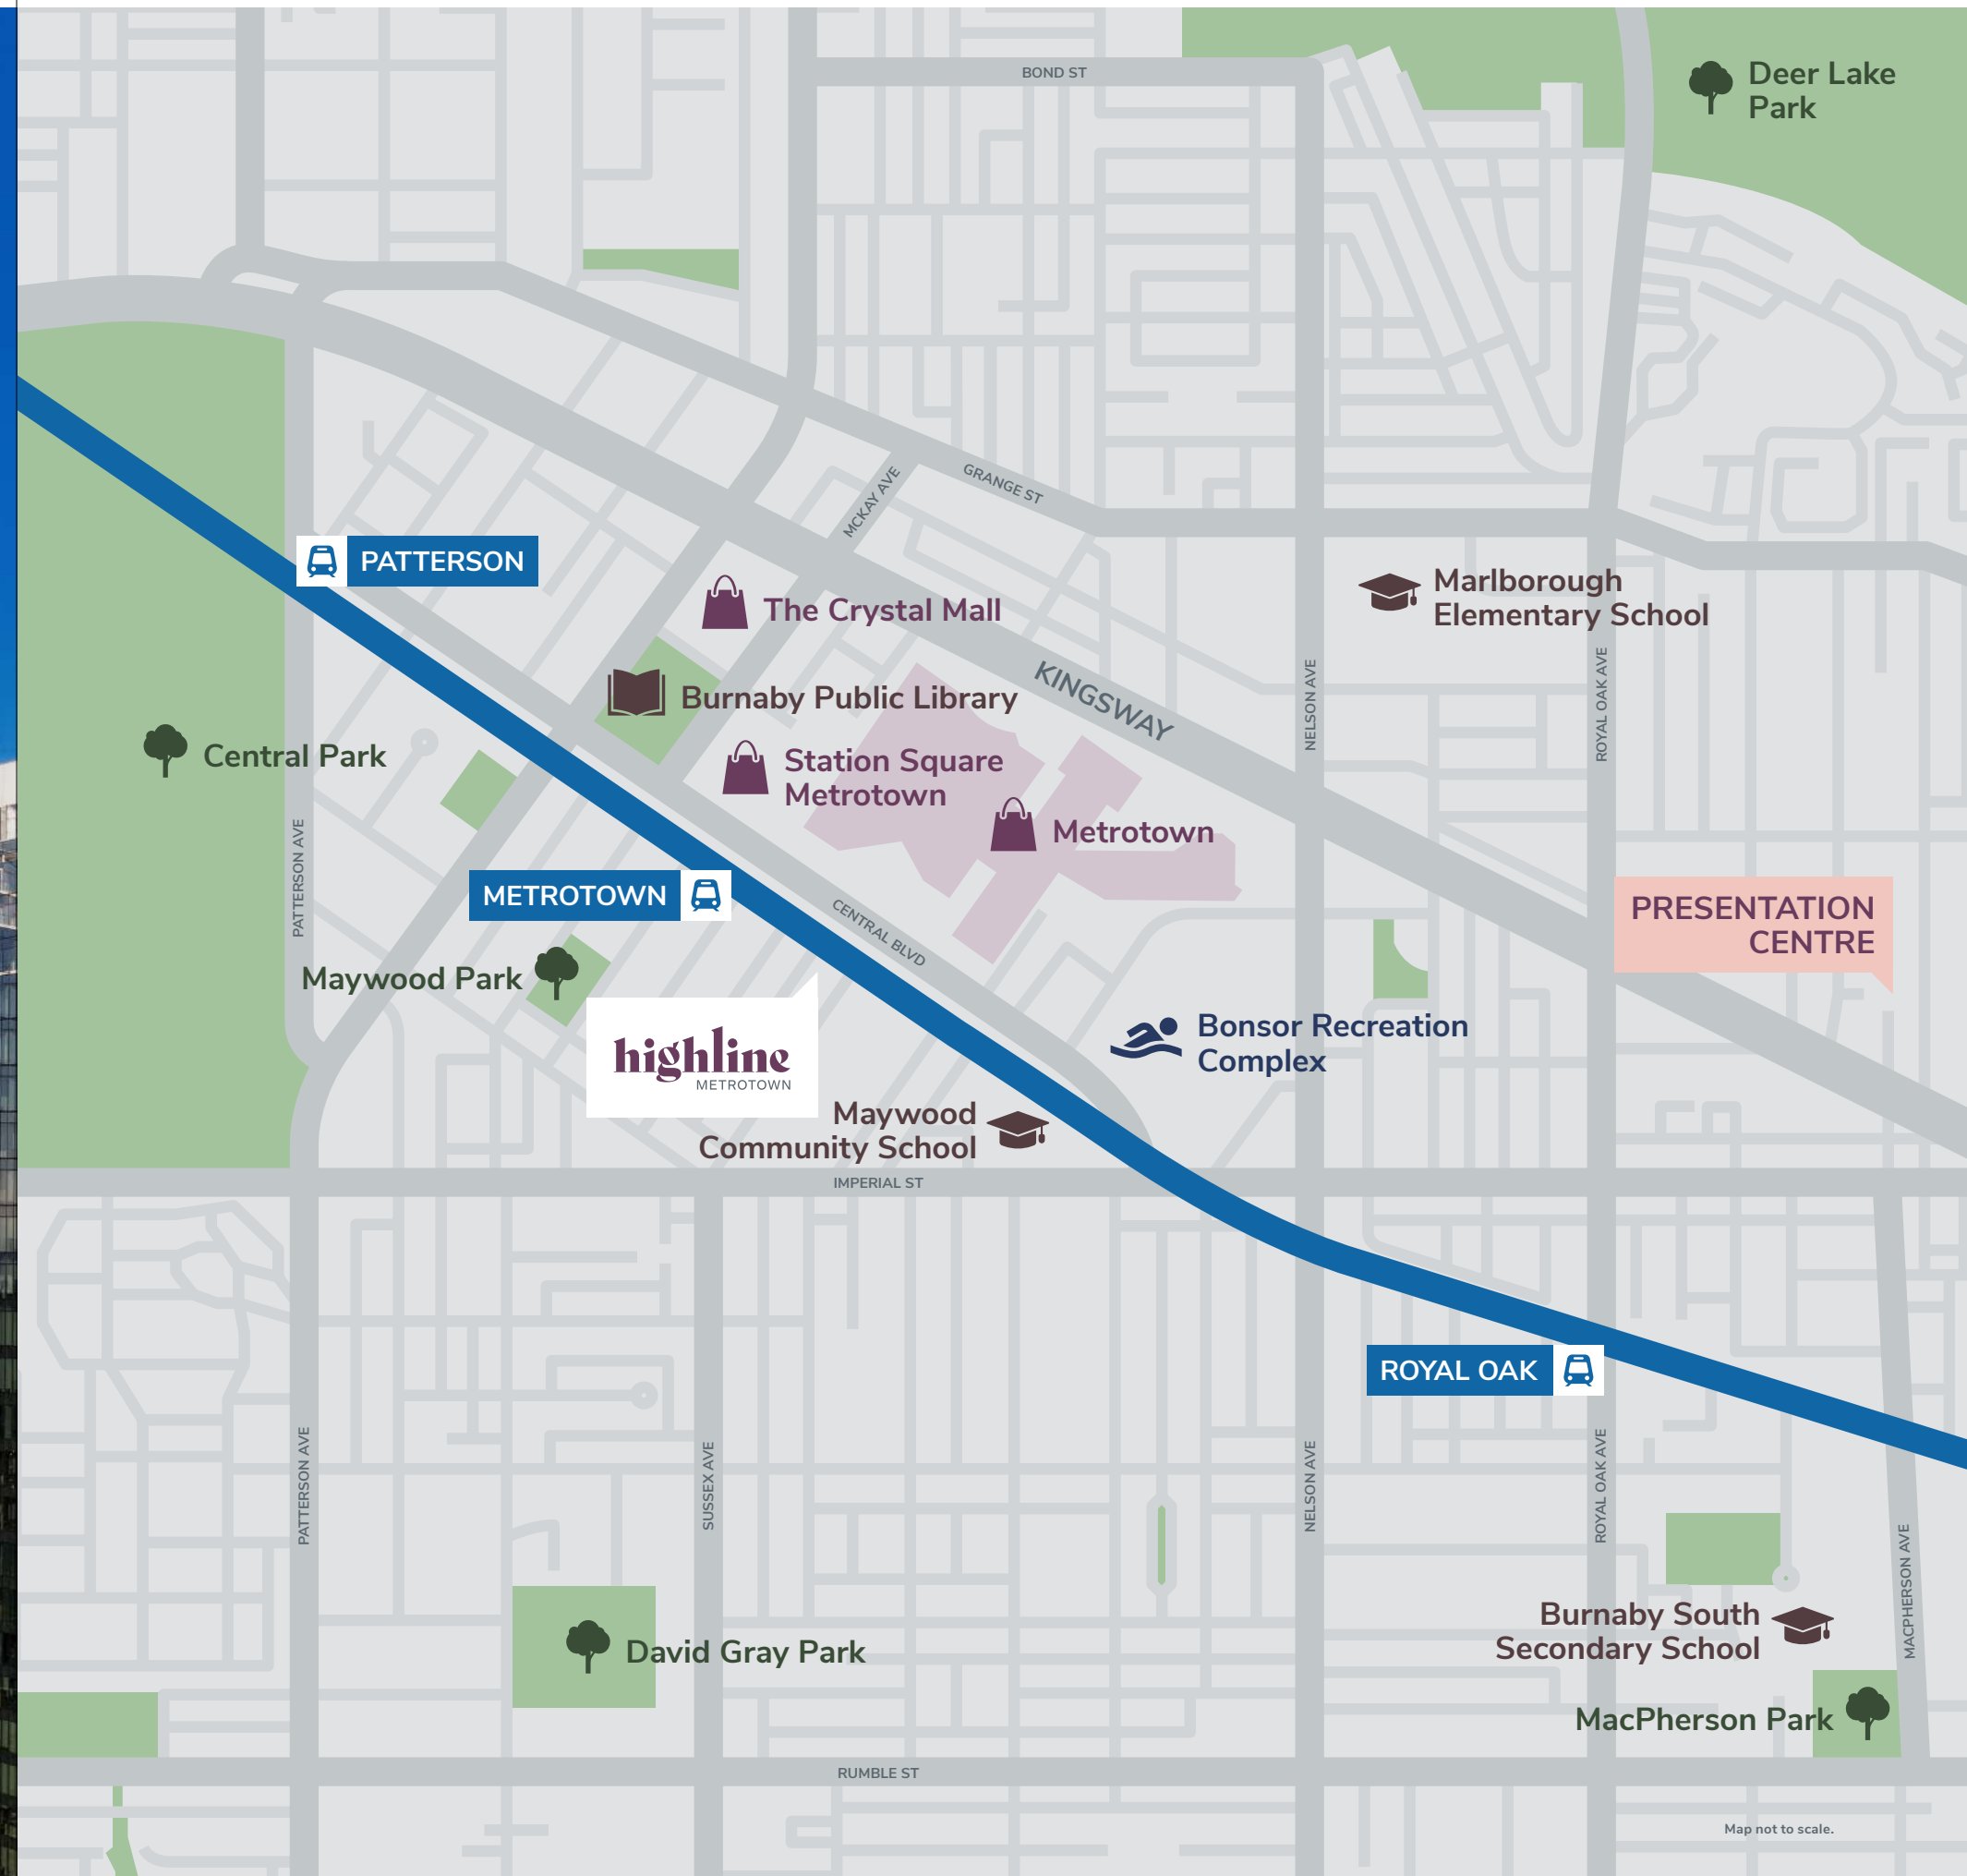 BOND ST
Deer Lake
Park
MCKAY AVE
GRANGE ST
PATTERSON
The Crystal Mall
Marlborough
Elementary School
Burnaby Public Library
KINGSWAY
NELSON AVE
ROYAL OAK AVE
Central Park
Station Square
Metrotown
Metrotown
PATTERSON AVE
METROTOWN
CENTRAL BLVD
PRESENTATION
CENTRE
Maywood Park
highline
METROTOWN
Bonsor Recreation
Complex
Maywood
Community School
IMPERIAL ST
ROYAL OAK
PATTERSON AVE
SUSSEX AVE
NELSON AVE
ROYAL OAK AVE
MACPHERSON AVE
Burnaby South
Secondary School
David Gray Park
MacPherson Park
RUMBLE ST
Map not to scale.